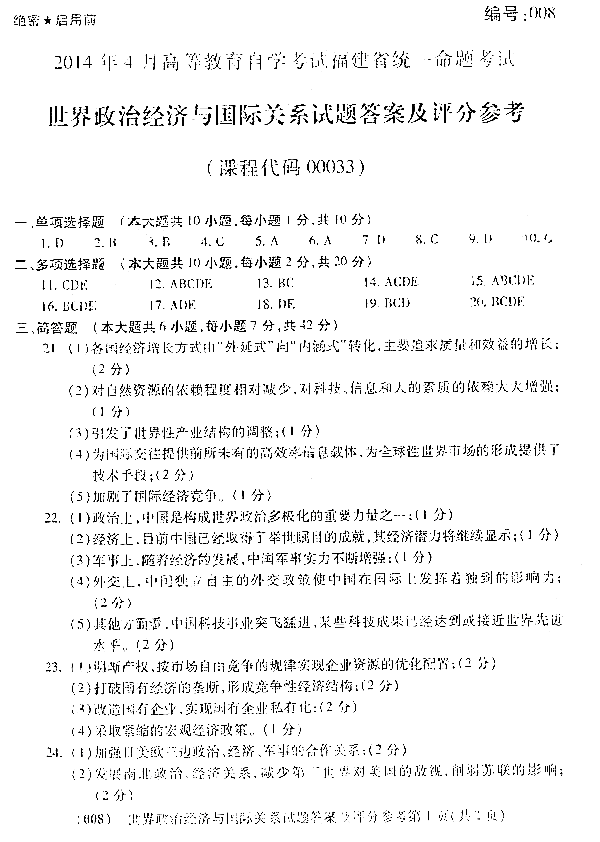 绝密★启用前
编号:008
2014年4月高等教育自学考试福建省统一命题考试
世界政治经济与国际关系试题答案及评分参考
(课程代码00033)
一、单项选择题 (本大题共10小题,每小题1分,共10分)
1. D 2. B 3. B 4. C 5. A 6. A 7. D 8. C 9. D 10. C
二、多项选择题 (本大题共10小题,每小题2分,共20分)
11. CDE 12. ABCDE 13. BC 14. ACDE 15. ABCDE
16. BCDE 17. ADE 18. DE 19. BCD 20. BCDE
三、简答题 (本大题共6小题,每小题7分,共42分)
21. (1)各国经济增长方式由“外延式”向“内涵式”转化,主要追求质量和效益的增长;
(2分)
(2)对自然资源的依赖程度相对减少,对科技、信息和人的素质的依赖大大增强;
(1分)
(3)引发了世界性产业结构的调整;(1分)
(4)为国际交往提供前所未有的高效率信息载体,为全球性世界市场的形成提供了
技术手段;(2分)
(5)加剧了国际经济竞争。(1分)
22. (1)政治上,中国是构成世界政治多极化的重要力量之一;(1分)
(2)经济上,目前中国已经取得了举世瞩目的成就,其经济潜力将继续显示;(1分)
(3)军事上,随着经济的发展,中国军事实力不断增强;(1分)
(4)外交上,中国独立自主的外交政策使中国在国际上发挥着独到的影响力;
(2分)
(5)其他方面看,中国科技事业突飞猛进,某些科技成果已经达到或接近世界先进
水平。(2分)
23. (1)明晰产权,按市场自由竞争的规律实现企业资源的优化配置;(2分)
(2)打破国有经济的垄断,形成竞争性经济结构;(2分)
(3)改造国有企业,实现国有企业私有化;(2分)
(4)采取紧缩的宏观经济政策。(1分)
24. (1)加强日美欧三边政治、经济、军事的合作关系;(2分)
(2)发展南北政治、经济关系,减少第三世界对美国的敌视,削弱苏联的影响;
(2分)
(008) 世界政治经济与国际关系试题答案及评分参考第1页(共2页)